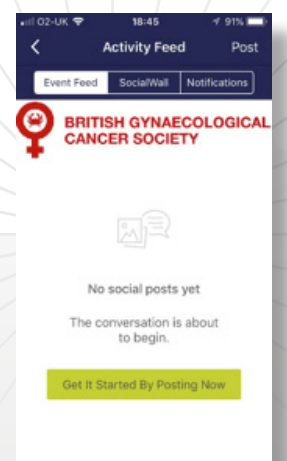 O2-UK 18:45 91%
Activity Feed Post
Event Feed SocialWall Notifications
BRITISH GYNAECOLOGICAL
CANCER SOCIETY
No social posts yet
The conversation is about
to begin.
Get It Started By Posting Now